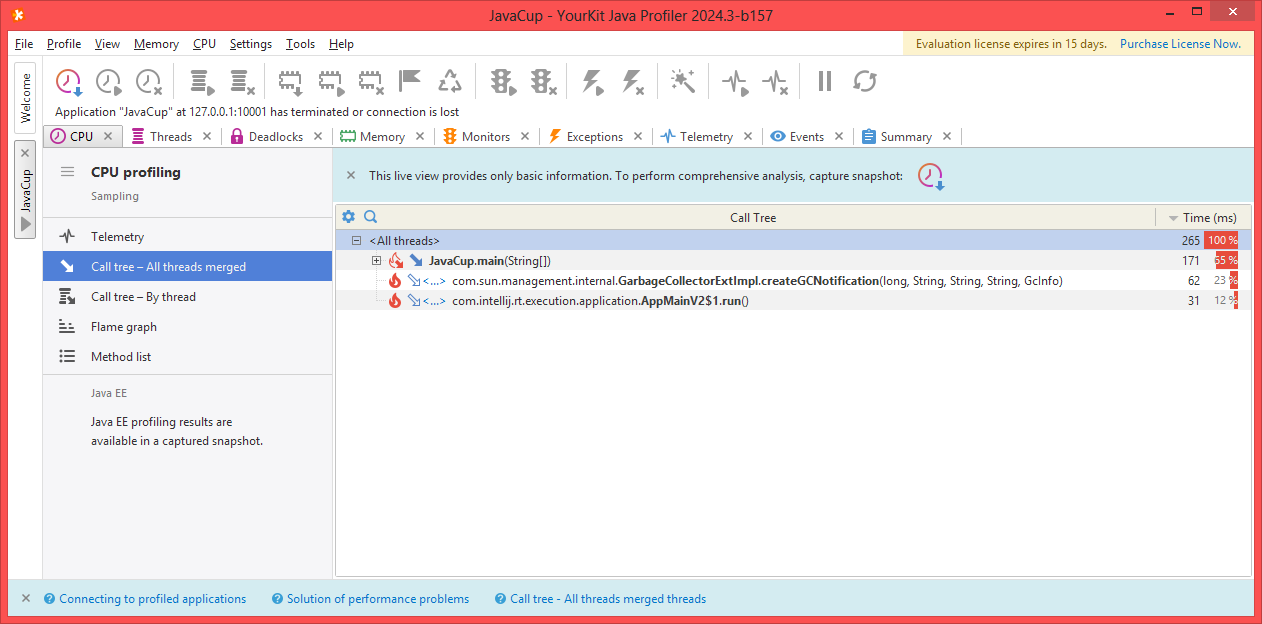 JavaCup - YourKit Java Profiler 2024.3-b157
File Profile View Memory CPU Settings Tools Help
Evaluation license expires in 15 days. Purchase License Now.
Welcome
JavaCup
Application "JavaCup" at 127.0.0.1:10001 has terminated or connection is lost
CPU Threads Deadlocks Memory Monitors Exceptions Telemetry Events Summary
CPU profiling
Sampling
Telemetry
Call tree – All threads merged
Call tree – By thread
Flame graph
Method list
Java EE
Java EE profiling results are
available in a captured snapshot.
This live view provides only basic information. To perform comprehensive analysis, capture snapshot:
Call Tree Time (ms)
<All threads> 265 100 %
JavaCup.main(String[]) 171 65 %
<...> com.sun.management.internal.GarbageCollectorExtImpl.createGCNotification(long, String, String, String, GcInfo) 62 23 %
<...> com.intellij.rt.execution.application.AppMainV2$1.run() 31 12 %
Connecting to profiled applications Solution of performance problems Call tree - All threads merged threads